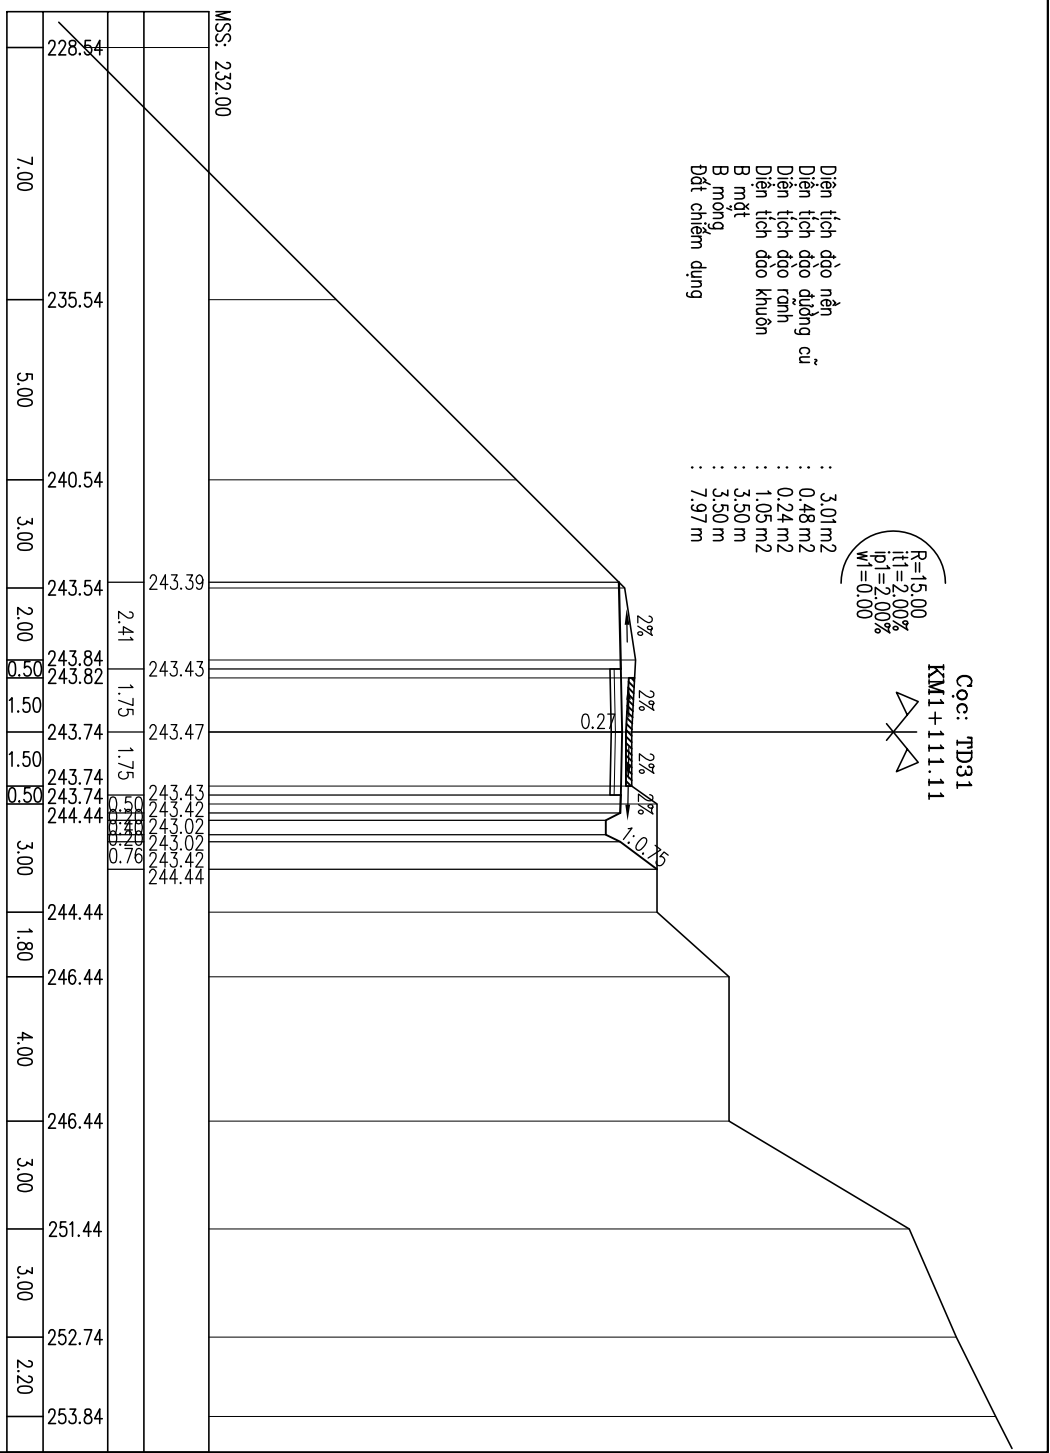 Cọc: TD31
KM1+111.11
R=15.00
it1=2.00%
ip1=2.00%
w1=0.00
Diện tích đào nền : 3.01 m2
Diện tích đào đường cũ : 0.48 m2
Diện tích đào rãnh : 0.24 m2
Diện tích đào khuôn : 1.05 m2
B mặt : 3.50 m
B móng : 3.50 m
Đất chiếm dụng : 7.97 m
2% 2% 2% 2%
1:0.75
0.27
MSS: 232.00
243.39 243.43 243.47 243.43 243.42 243.02 243.02 243.42 244.44
2.41 1.75 1.75 0.50 0.20 0.40 0.20 0.76
228.54 235.54 240.54 243.54 243.84 243.82 243.74 243.74 243.74 244.44 244.44 246.44 246.44 251.44 252.74 253.84
7.00 5.00 3.00 2.00 0.50 1.50 1.50 0.50 3.00 1.80 4.00 3.00 3.00 2.20